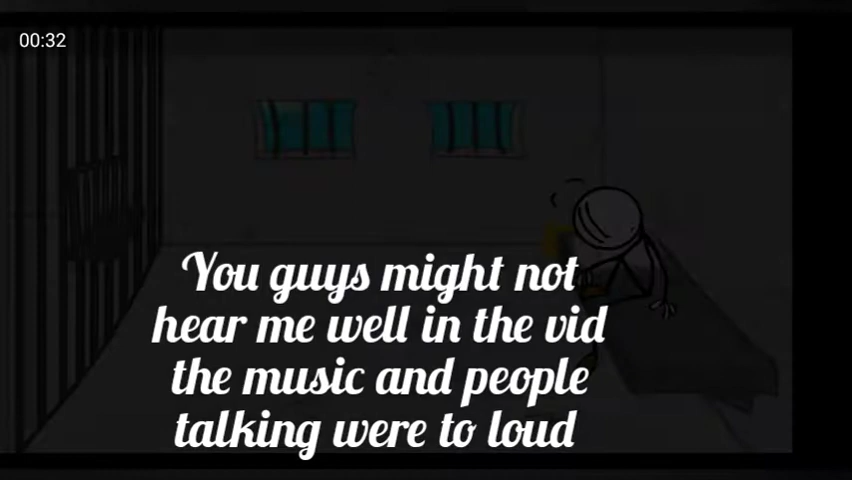 00:32
You guys might not
hear me well in the vid
the music and people
talking were to loud